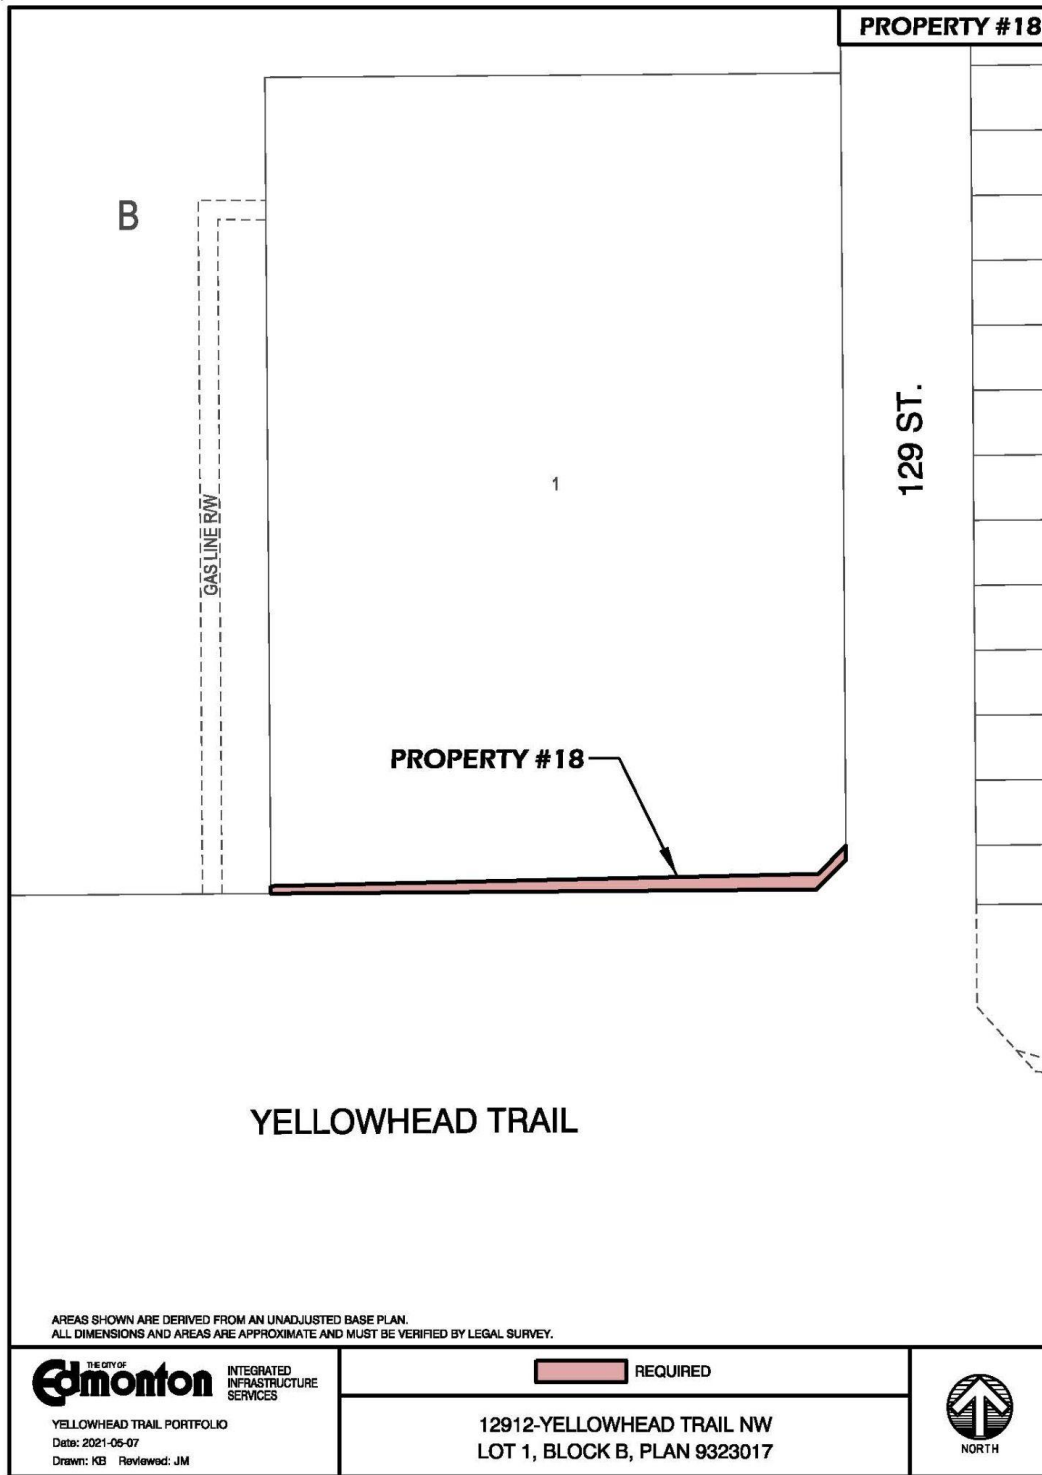 PROPERTY #18
B
129 ST.
1
GAS LINE R/W
PROPERTY #18
YELLOWHEAD TRAIL
AREAS SHOWN ARE DERIVED FROM AN UNADJUSTED BASE PLAN.
ALL DIMENSIONS AND AREAS ARE APPROXIMATE AND MUST BE VERIFIED BY LEGAL SURVEY.
THE CITY OF
Edmonton
INTEGRATED
INFRASTRUCTURE
SERVICES
YELLOWHEAD TRAIL PORTFOLIO
Date: 2021-05-07
Drawn: KB Reviewed: JM
REQUIRED
12912-YELLOWHEAD TRAIL NW
LOT 1, BLOCK B, PLAN 9323017
NORTH